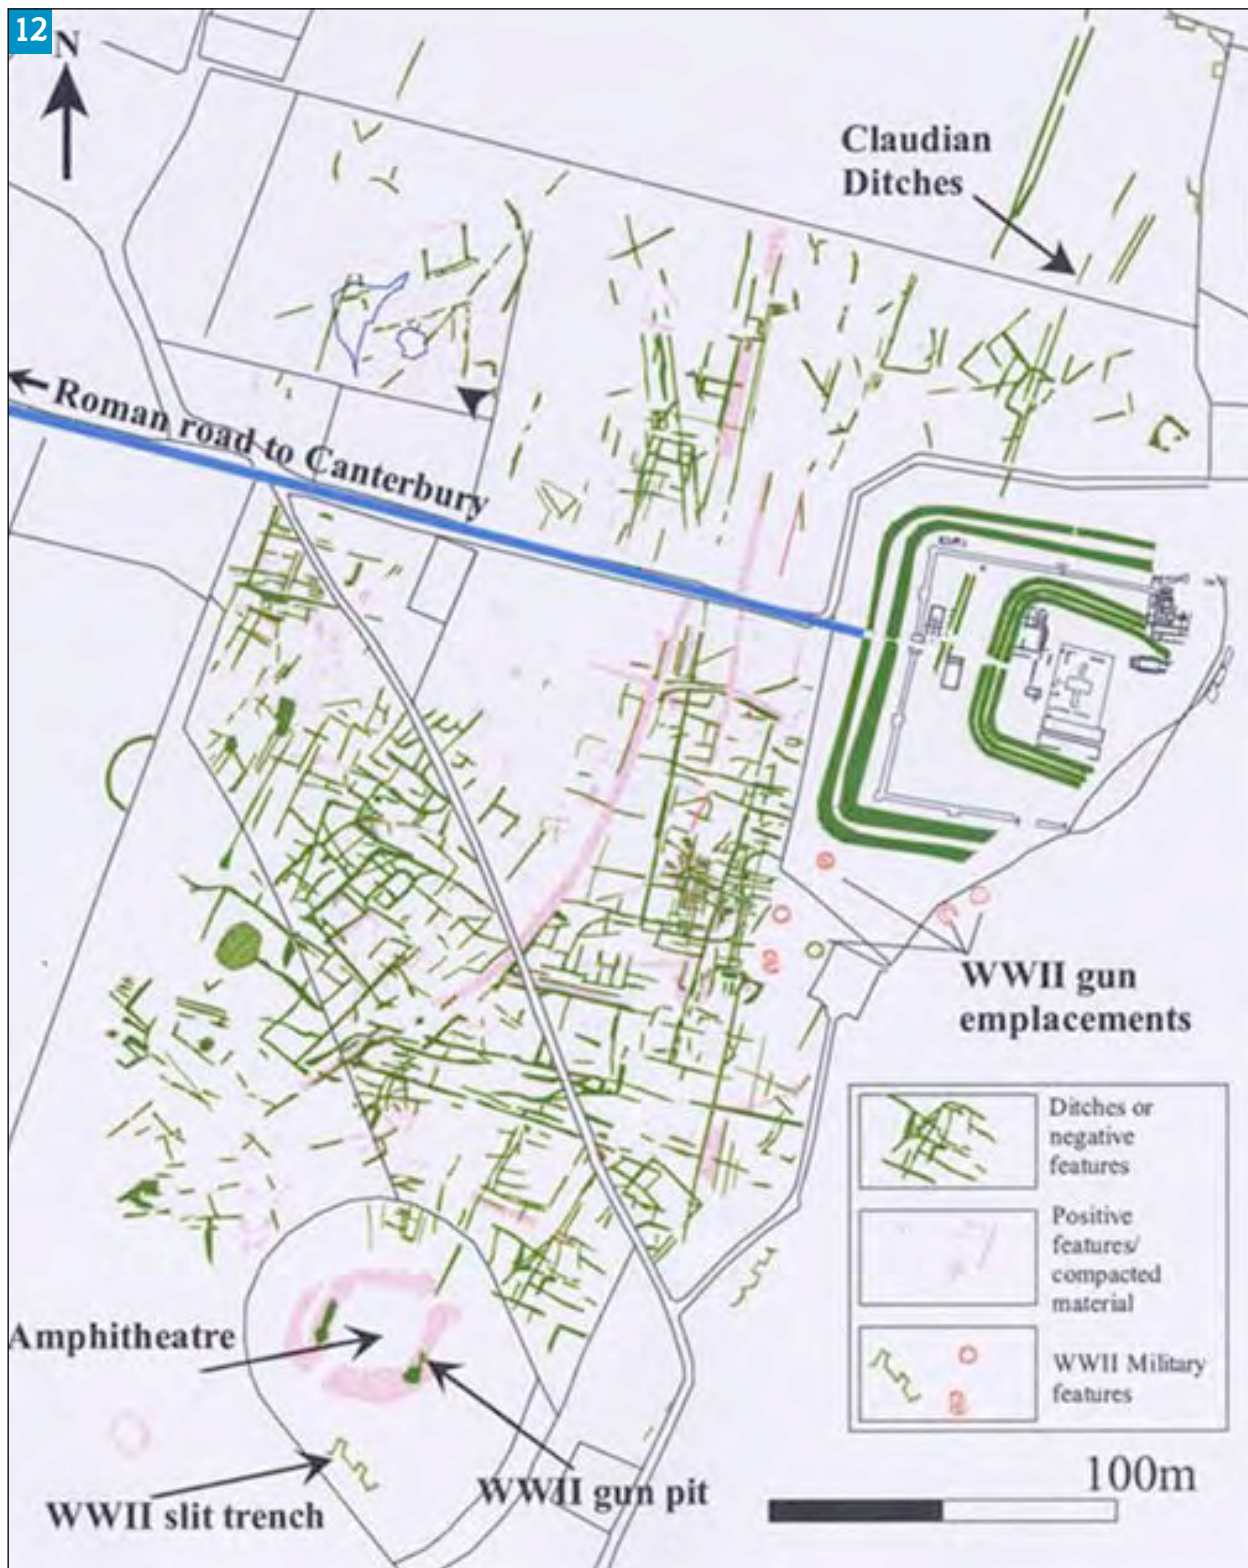 12
N
Claudian
Ditches
Roman road to Canterbury
WWII gun
emplacements
Ditches or
negative
features
Positive
features/
compacted
material
WWII Military
features
Amphitheatre
WWII gun pit
WWII slit trench
100m